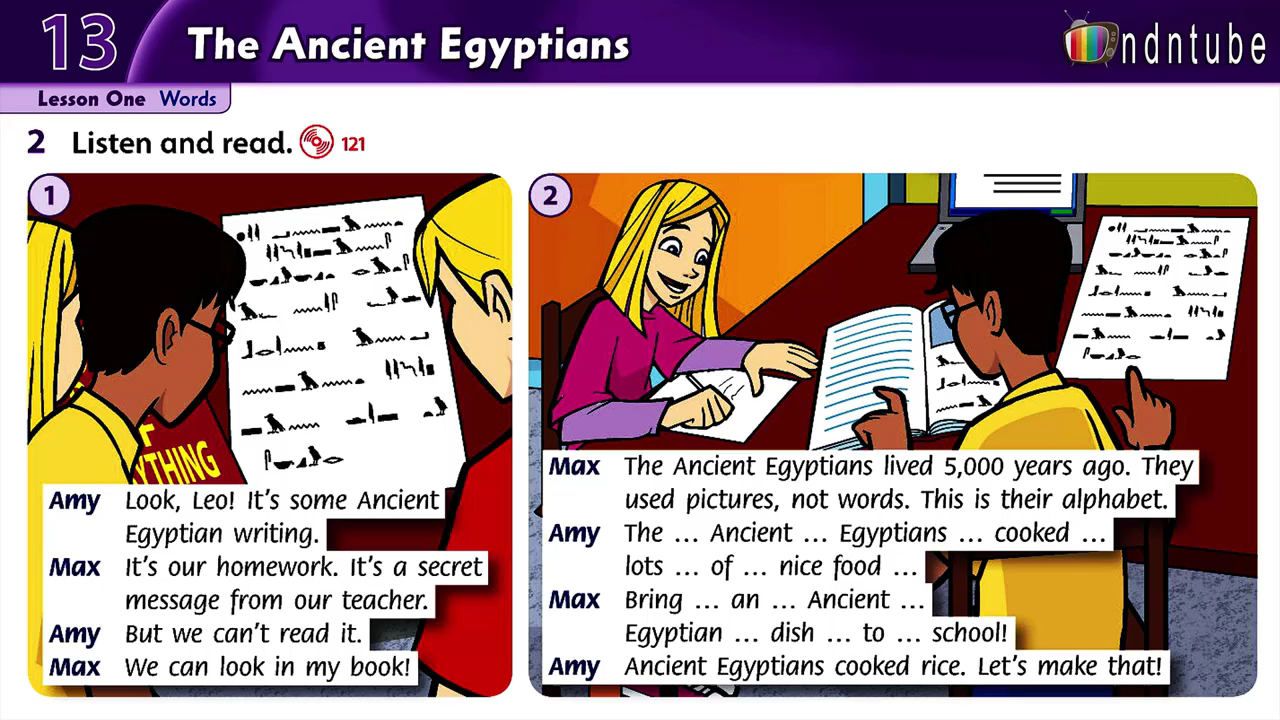 13 The Ancient Egyptians
ndntube
Lesson One Words
2 Listen and read. 121
1
YTHING
Amy Look, Leo! It's some Ancient
Egyptian writing.
Max It's our homework. It's a secret
message from our teacher.
Amy But we can't read it.
Max We can look in my book!
2
Max The Ancient Egyptians lived 5,000 years ago. They
used pictures, not words. This is their alphabet.
Amy The ... Ancient ... Egyptians ... cooked ...
lots ... of ... nice food ...
Max Bring ... an ... Ancient ...
Egyptian ... dish ... to ... school!
Amy Ancient Egyptians cooked rice. Let's make that!